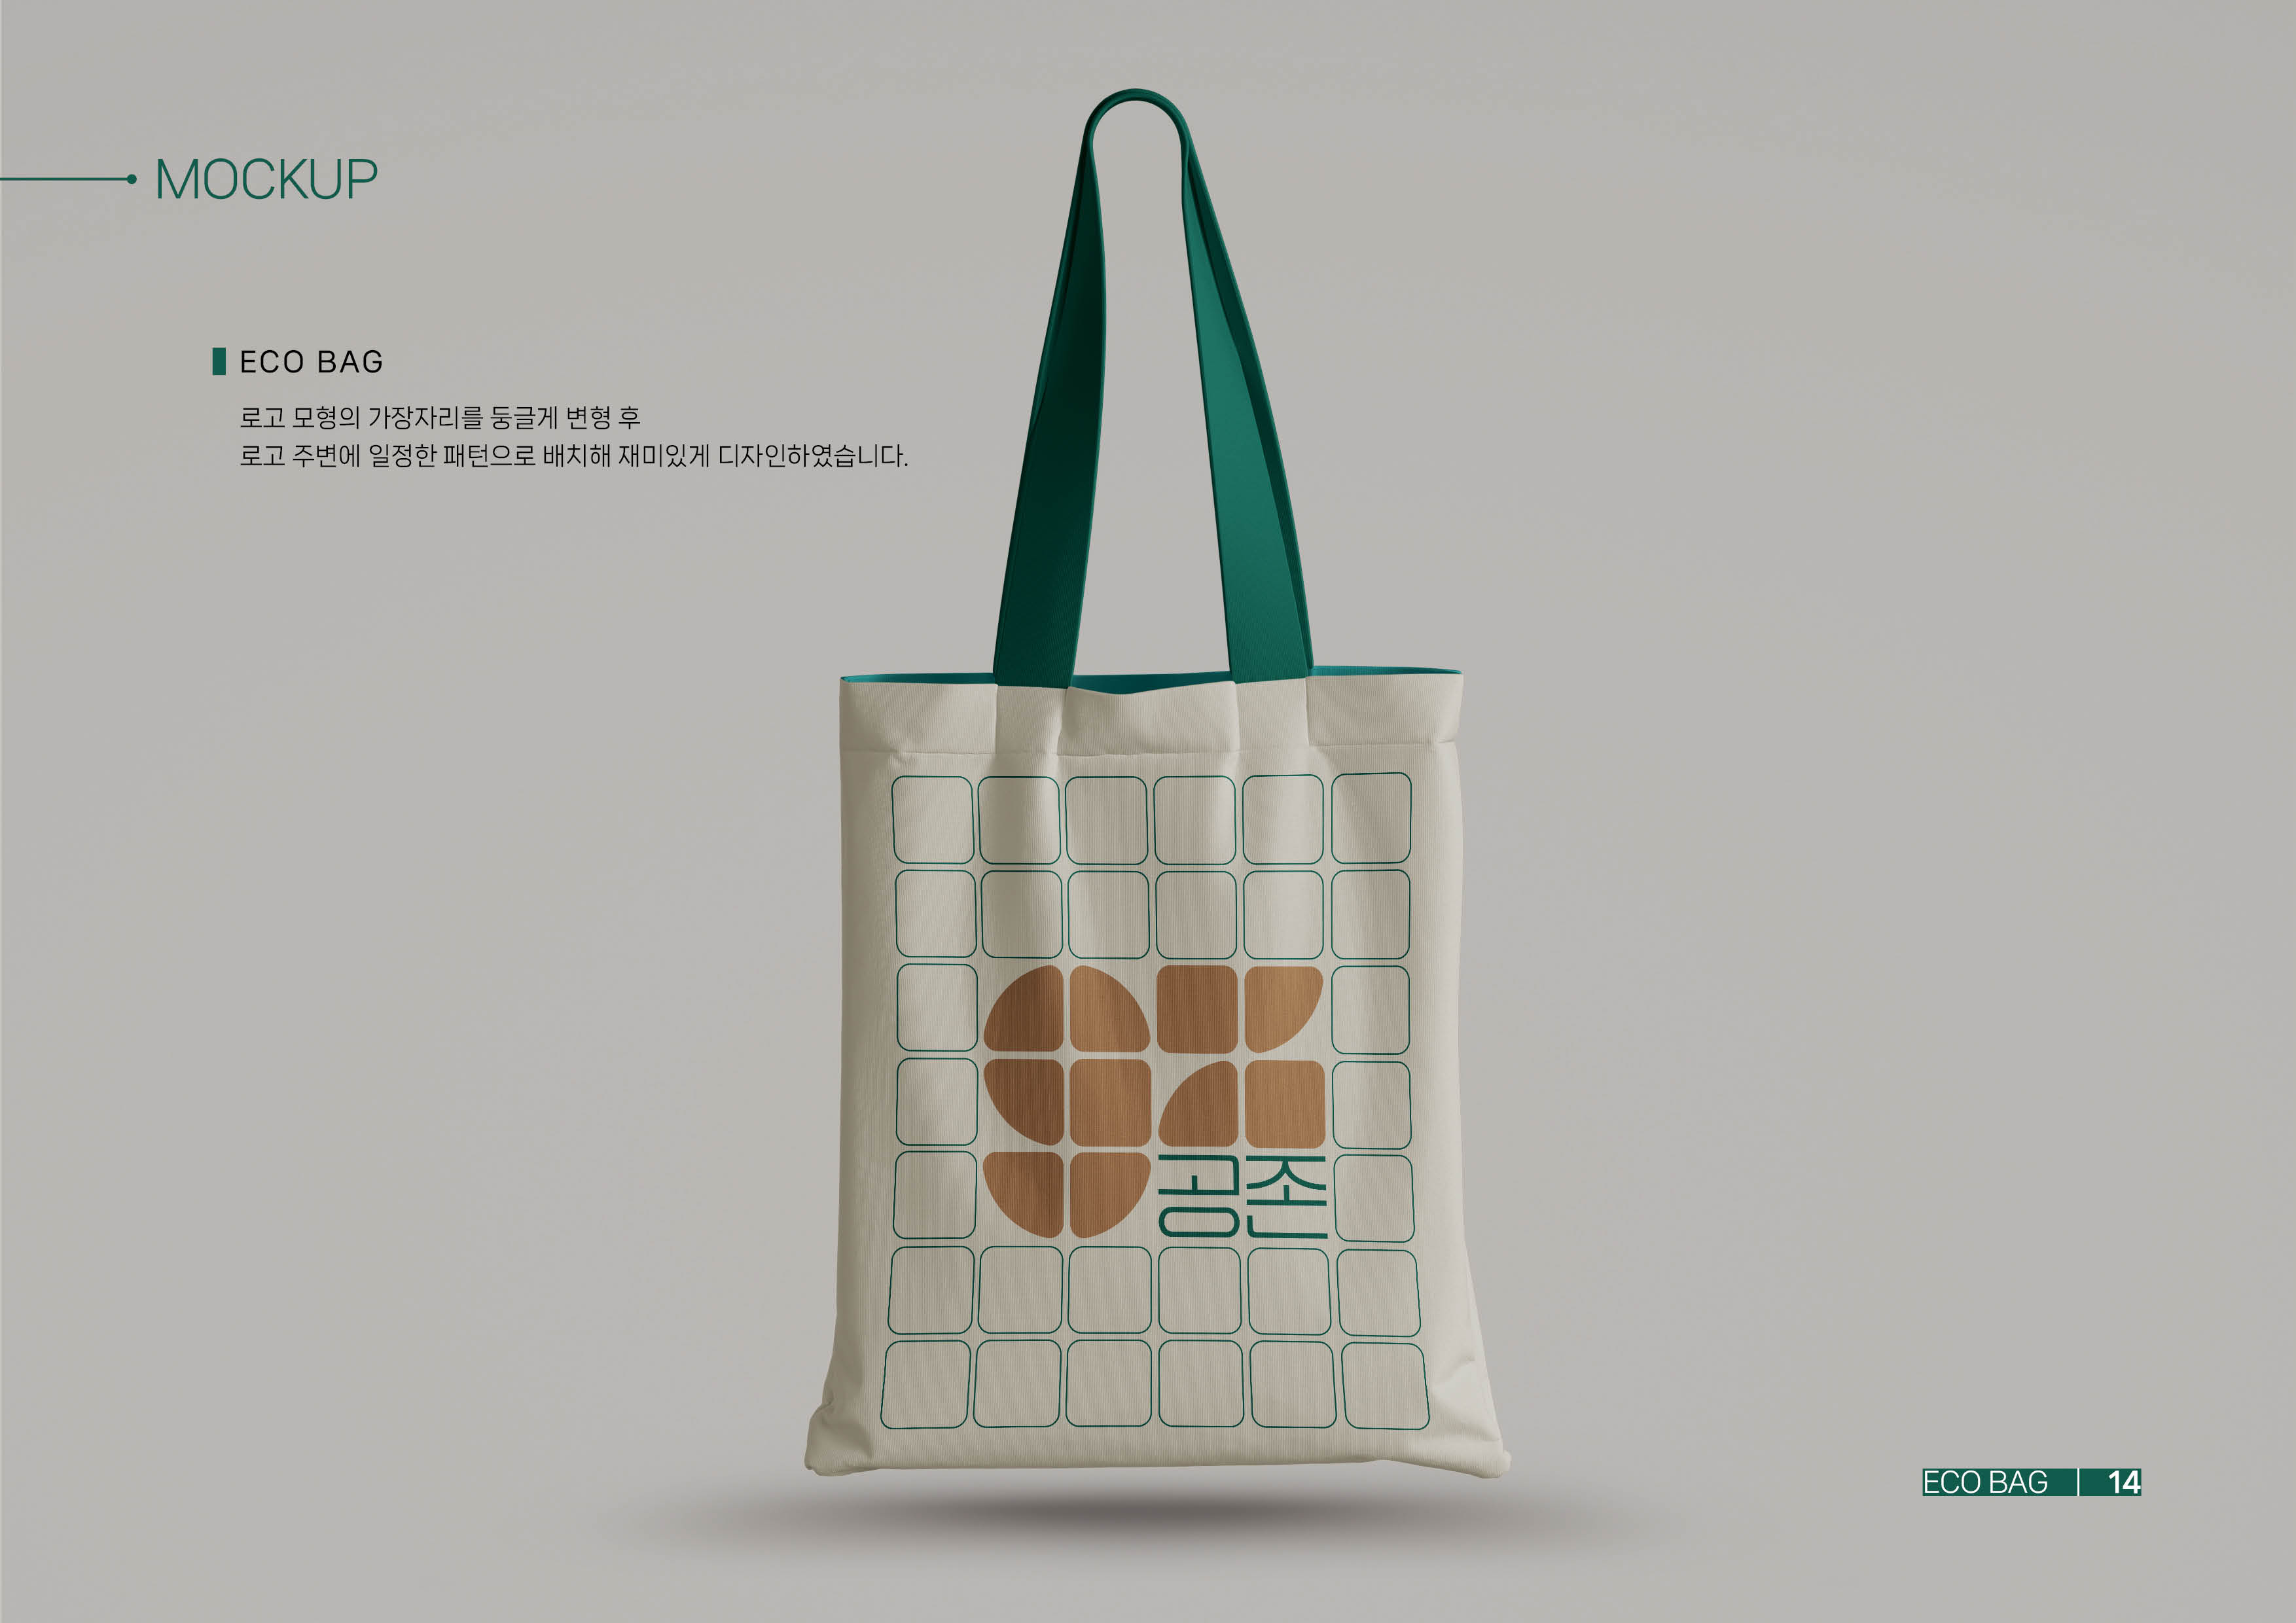 MOCKUP
ECO BAG
로고 모형의 가장자리를 둥글게 변형 후
로고 주변에 일정한 패턴으로 배치해 재미있게 디자인하였습니다.
공존
ECO BAG | 14